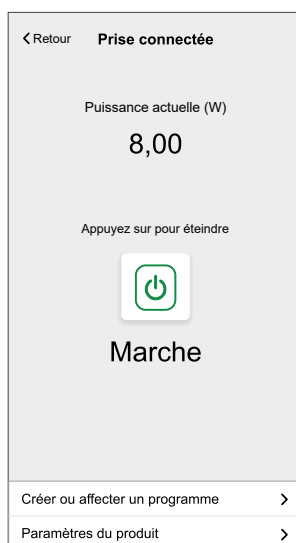 Retour Prise connectée
Puissance actuelle (W)
8,00
Appuyez sur pour éteindre
Marche
Créer ou affecter un programme
Paramètres du produit